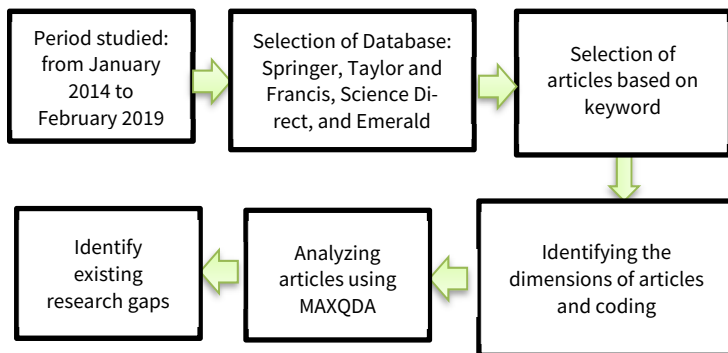 Period studied:
from January
2014 to
February 2019
Selection of Database:
Springer, Taylor and
Francis, Science Di-
rect, and Emerald
Selection of
articles based on
keyword
Identifying the
dimensions of articles
and coding
Analyzing
articles using
MAXQDA
Identify
existing
research gaps